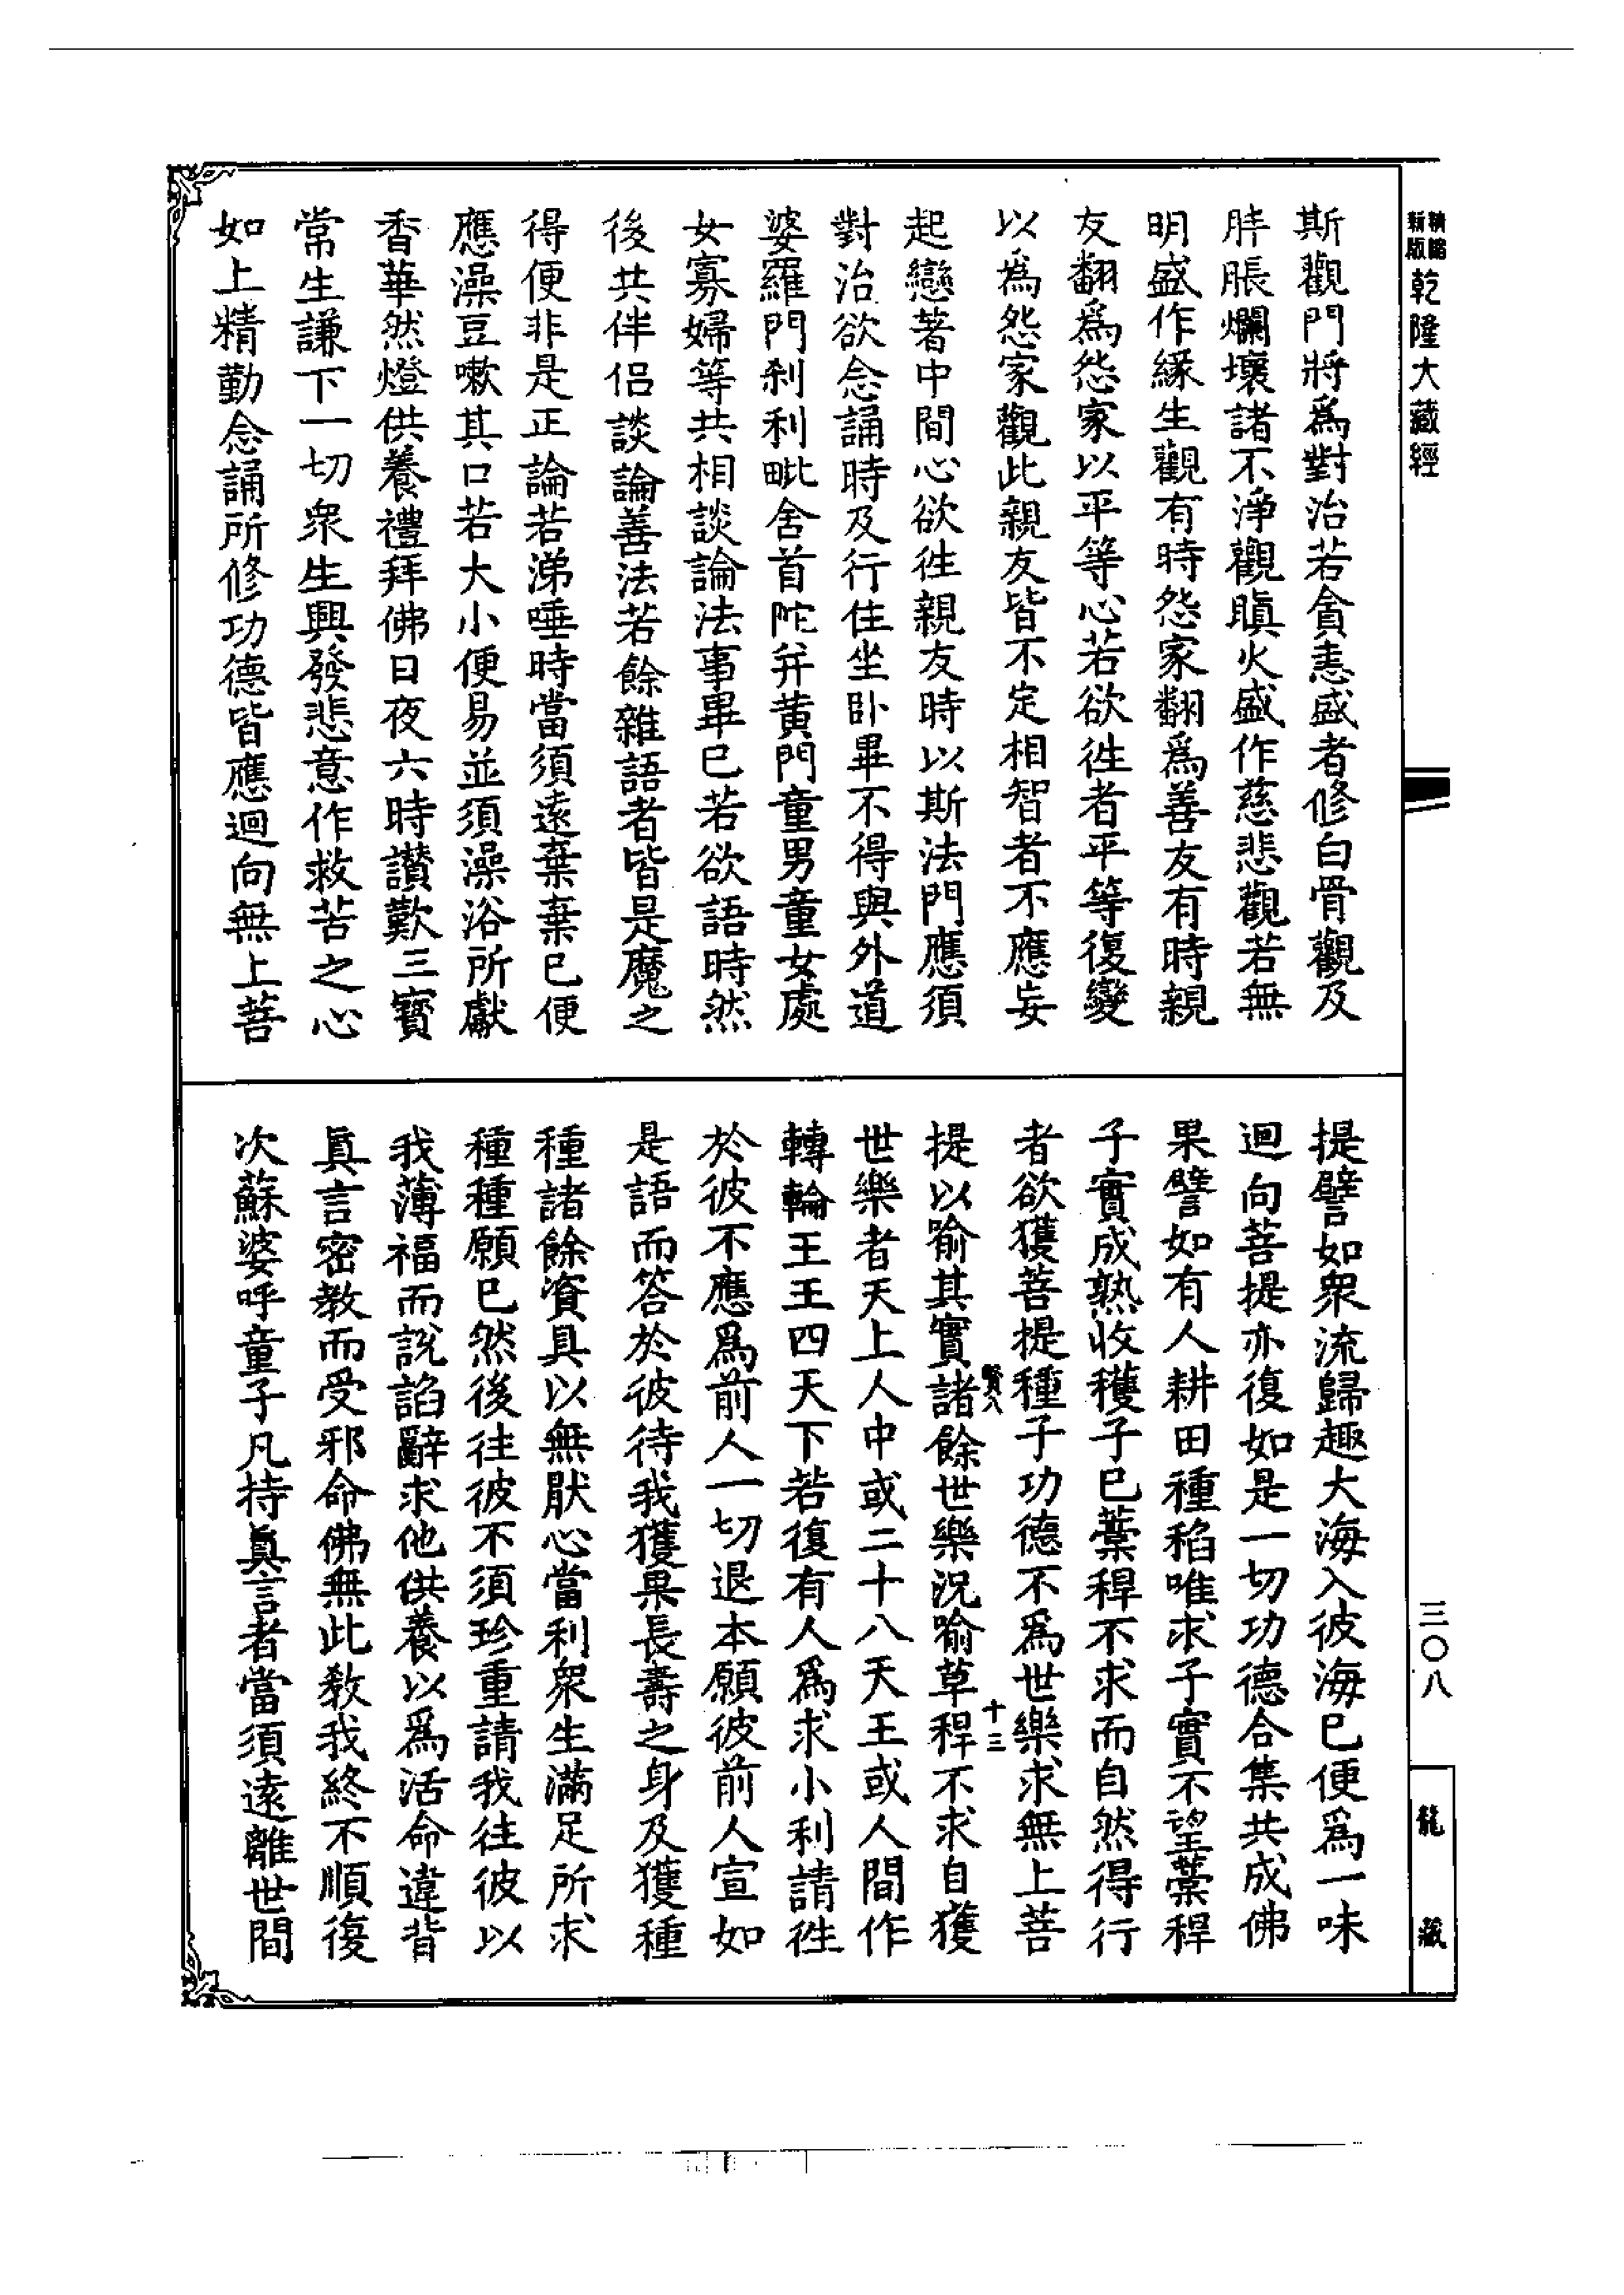 精縮新版乾隆大藏經
三〇八
龍藏
斯觀門將爲對治若貪恚盛者修白骨觀及
胮脹爛壞諸不淨觀瞋火盛作慈悲觀若無
明盛作緣生觀有時怨家翻爲善友有時親
友翻爲怨家以平等心若欲徃者平等復變
以爲怨家觀此親友皆不定相智者不應妄
起戀著中間心欲徃親友時以斯法門應須
對治欲念誦時及行住坐卧畢不得與外道
婆羅門刹利毗舍首陀并黃門童男童女處
女寡婦等共相談論法事畢已若欲語時然
後共伴侣談論善法若餘雜語者皆是魔之
得便非是正論若涕唾時當須遠棄棄已便
應澡豆嗽其口若大小便易並須澡浴所獻
香華然燈供養禮拜佛日夜六時讃歎三寳
常生謙下一切衆生興發悲意作救苦之心
如上精勤念誦所修功德皆應迴向無上菩
提譬如衆流歸趣大海入彼海已便爲一味
迴向菩提亦復如是一切功德合集共成佛
果譬如有人耕田種稻唯求子實不望藁稈
子實成熟收穫子已藁稈不求而自然得行
者欲獲菩提種子功德不爲世樂求無上菩
賢八 十三
提以喻其實諸餘世樂況喻草稈不求自獲
世樂者天上人中或二十八天王或人間作
轉輪王王四天下若復有人爲求小利請徃
於彼不應爲前人一切退本願彼前人宣如
是語而答於彼待我獲果長壽之身及獲種
種諸餘資具以無猒心當利衆生滿足所求
種種願已然後往彼不須珍重請我往彼以
我薄福而說諂辭求他供養以爲活命違背
眞言密教而受邪命佛無此敎我終不順復
次蘇婆呼童子凡持眞言者當須遠離世間